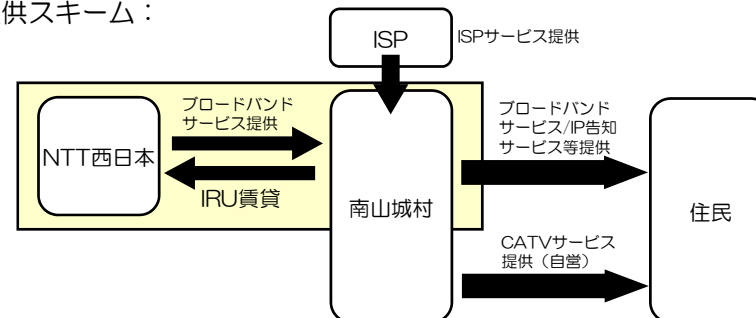 供スキーム：
ISP
ISPサービス提供
ブロードバンド
サービス提供
NTT西日本
IRU賃貸
南山城村
ブロードバンド
サービス/IP告知
サービス等提供
住民
CATVサービス
提供（自営）